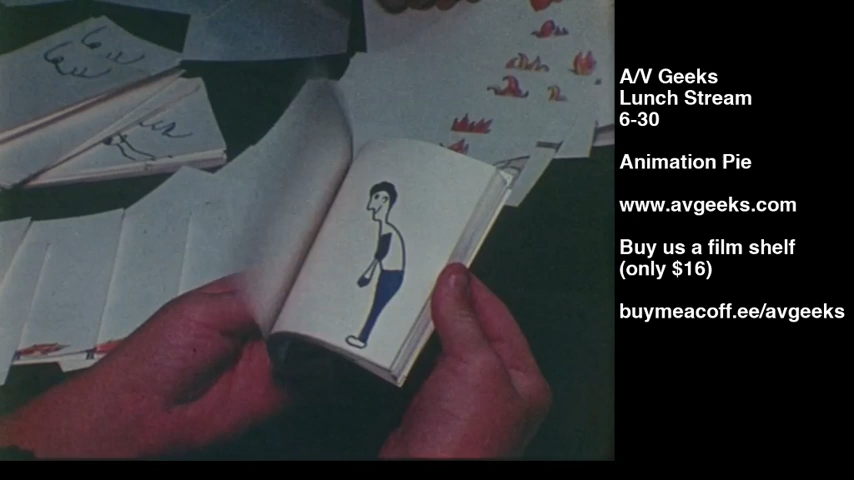 A/V Geeks
Lunch Stream
6-30
Animation Pie
www.avgeeks.com
Buy us a film shelf
(only $16)
buymeacoff.ee/avgeeks